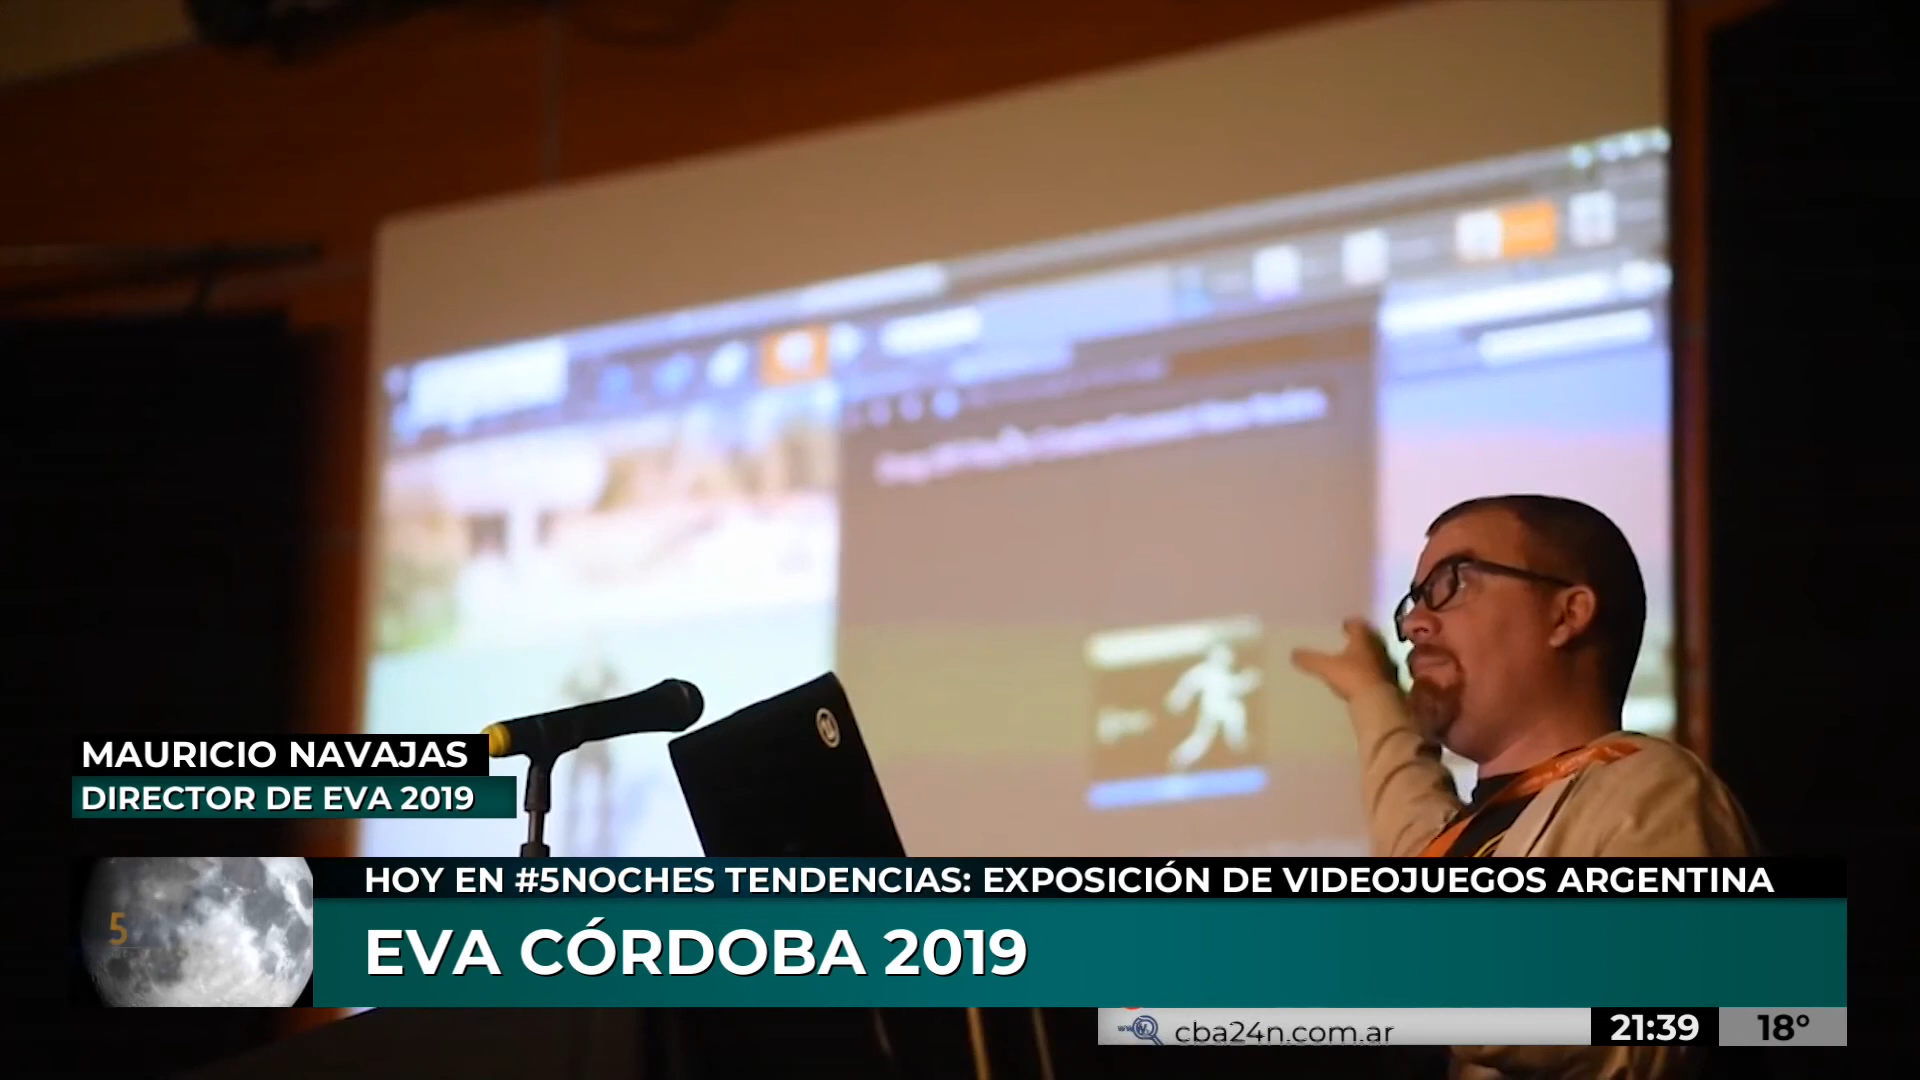 MAURICIO NAVAJAS
DIRECTOR DE EVA 2019
HOY EN #5NOCHES TENDENCIAS: EXPOSICIÓN DE VIDEOJUEGOS ARGENTINA
5
EVA CÓRDOBA 2019
cba24n.com.ar
21:39
18°